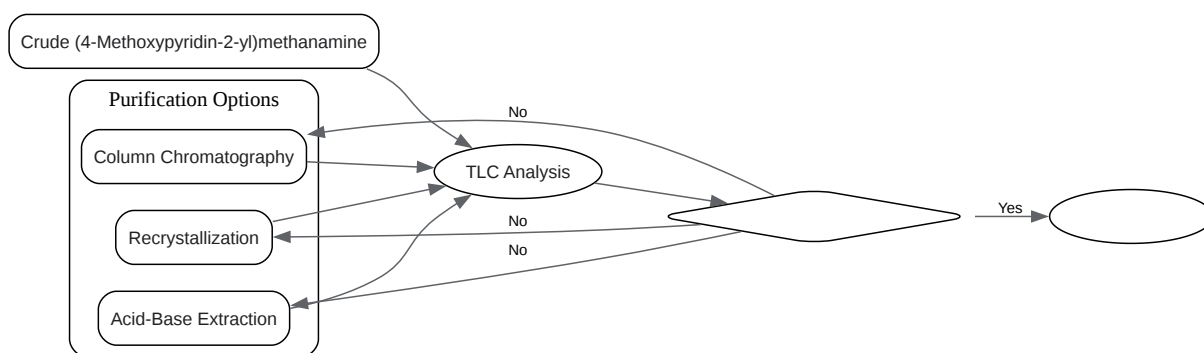 Crude (4-Methoxypyridin-2-yl)methanamine
Purification Options
No
Column Chromatography
TLC Analysis
Yes
Recrystallization
No
No
Acid-Base Extraction